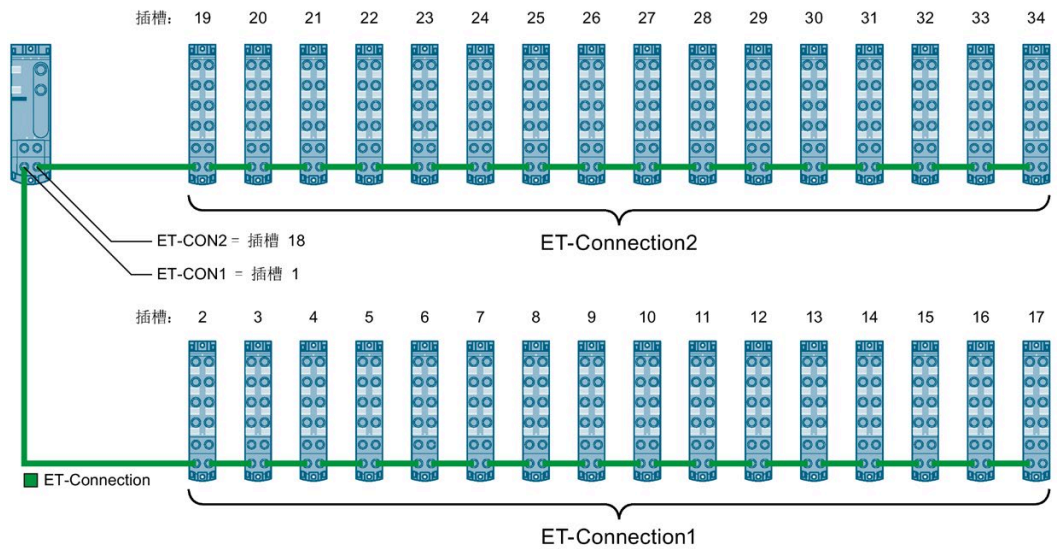 插槽: 19 20 21 22 23 24 25 26 27 28 29 30 31 32 33 34
ET-Connection2
ET-CON2 = 插槽 18
ET-CON1 = 插槽 1
插槽: 2 3 4 5 6 7 8 9 10 11 12 13 14 15 16 17
ET-Connection
ET-Connection1